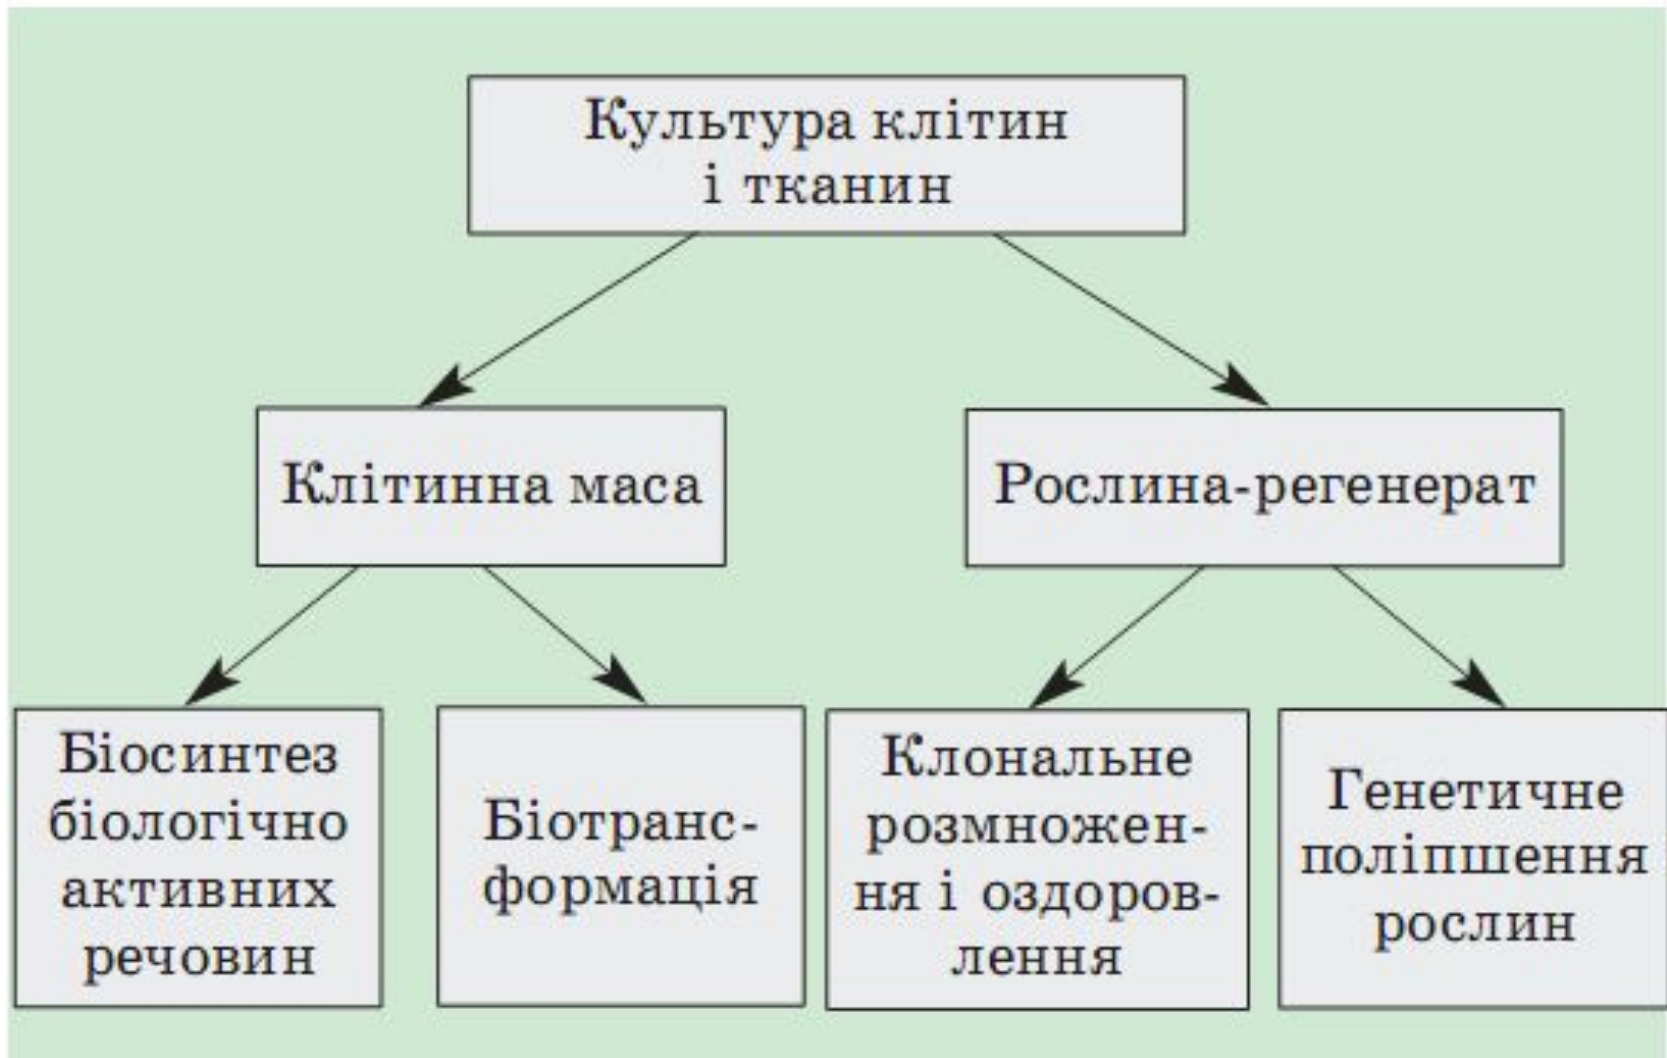 Культура клітин
і тканин
Клітинна маса
Рослина-регенерат
Біосинтез
біологічно
активних
речовин
Біотранс-
формація
Клональне
розмножен-
ня і оздоров-
лення
Генетичне
поліпшення
рослин